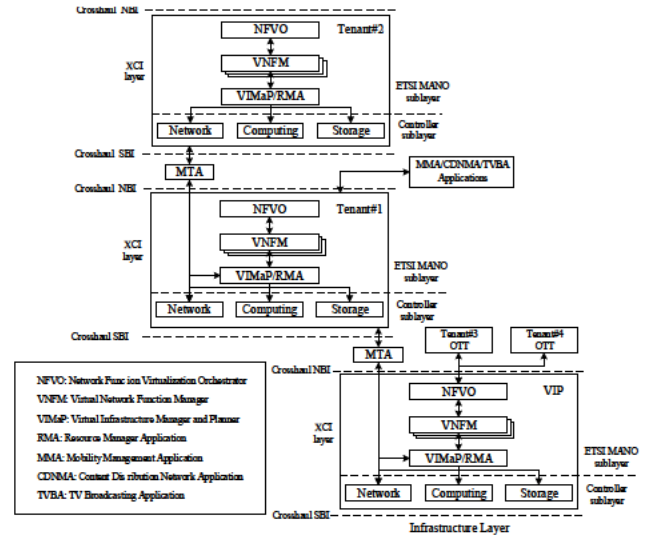 Crosshaul NBI
NFVO
Tenant#2
XCI
layer
VNFM
VIMaP/RMA
ETSI MANO
sublayer
Controller
sublayer
Network
Computing
Storage
Crosshaul SBI
MTA
MMA/CDNMA/TVBA
Applications
Crosshaul NBI
NFVO
Tenant#1
XCI
layer
VNFM
VIMaP/RMA
ETSI MANO
sublayer
Controller
sublayer
Network
Computing
Storage
Crosshaul SBI
MTA
Tenant#3
OTT
Tenant#4
OTT
Crosshaul NBI
NFVO
VIP
XCI
layer
VNFM
VIMaP/RMA
ETSI MANO
sublayer
Controller
sublayer
Network
Computing
Storage
Crosshaul SBI
Infrastructure Layer
NFVO: Network Func ion Virtualization Orchestrator
VNFM: Virtual Network Function Manager
VIMaP: Virtual Infrastructure Manager and Planner
RMA: Resource Manager Application
MMA: Mobility Management Application
CDNMA: Content Dis ribution Network Application
TVBA: TV Broadcasting Application